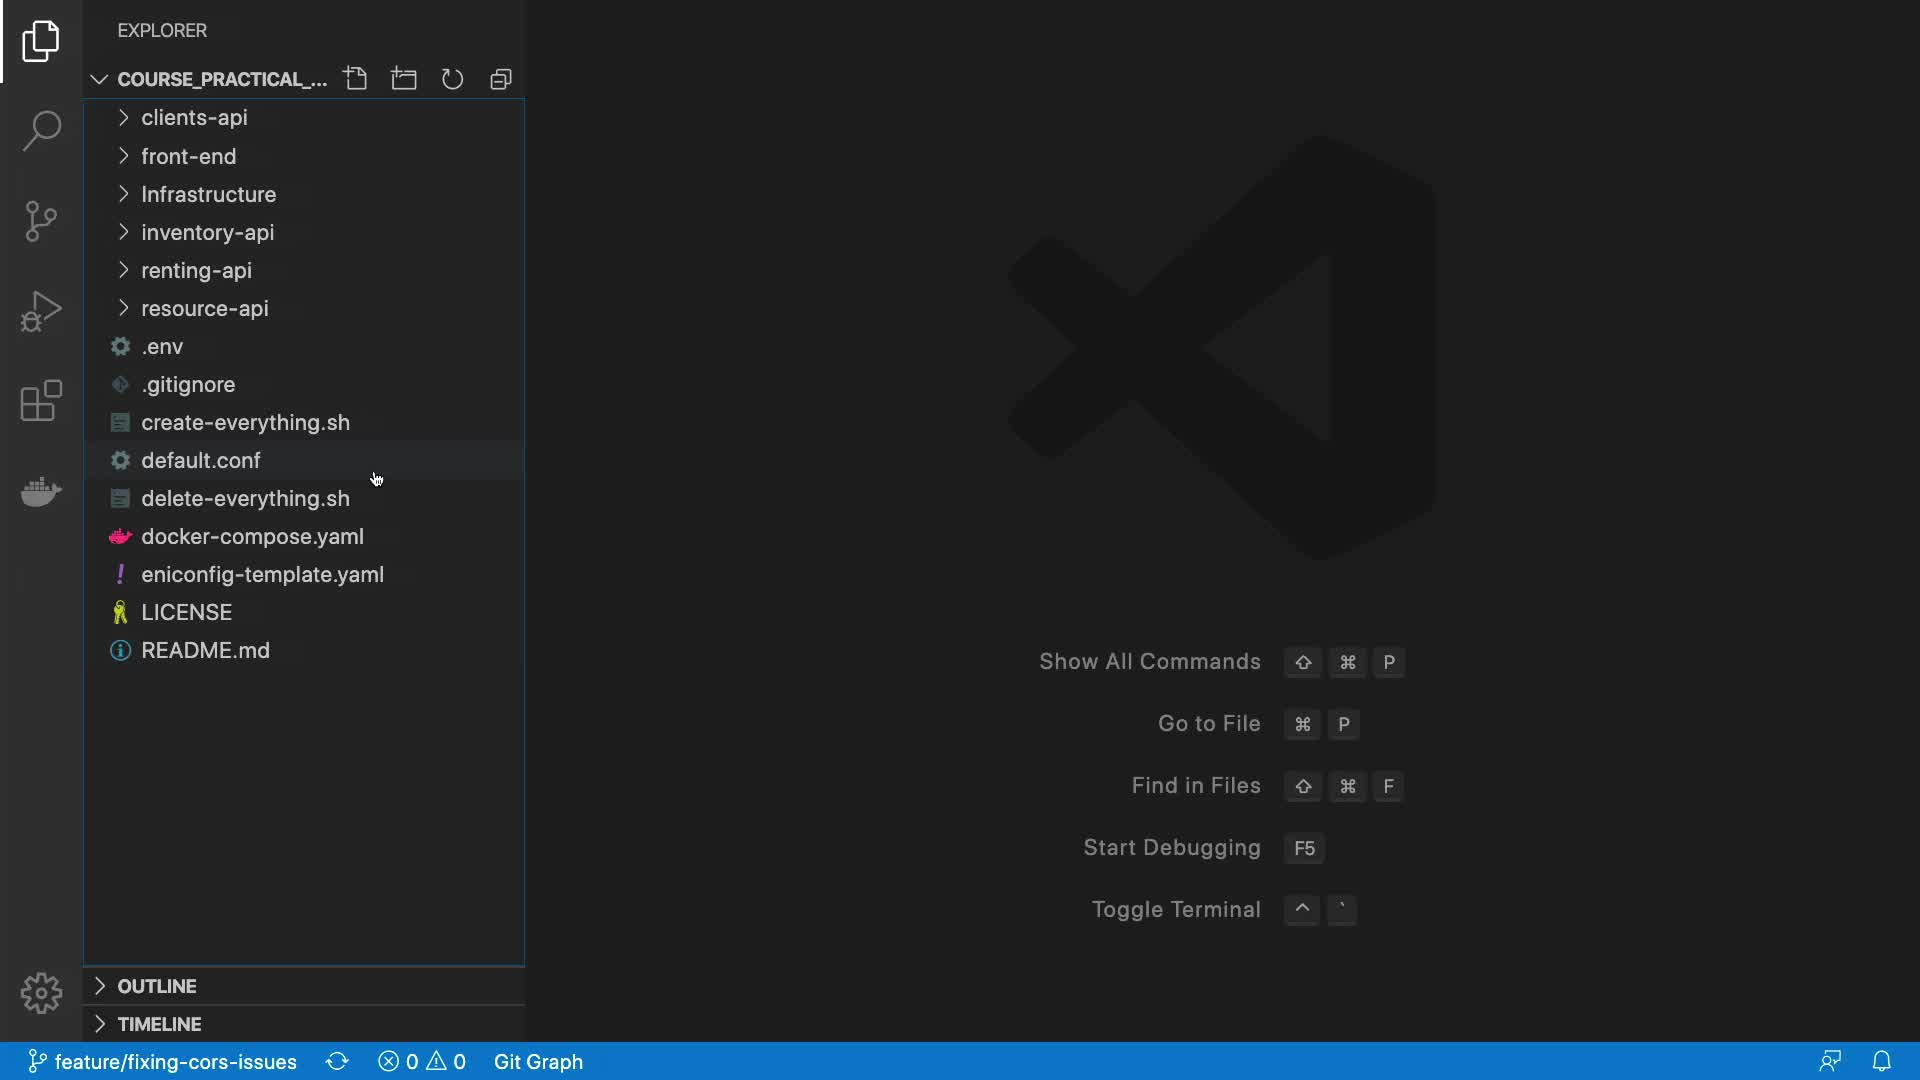 EXPLORER
COURSE_PRACTICAL_...
clients-api
front-end
Infrastructure
inventory-api
renting-api
resource-api
.env
.gitignore
create-everything.sh
default.conf
delete-everything.sh
docker-compose.yaml
! eniconfig-template.yaml
LICENSE
README.md
Show All Commands ⇧ ⌘ P
Go to File ⌘ P
Find in Files ⇧ ⌘ F
Start Debugging F5
Toggle Terminal ^ `
OUTLINE
TIMELINE
feature/fixing-cors-issues 0 0 Git Graph